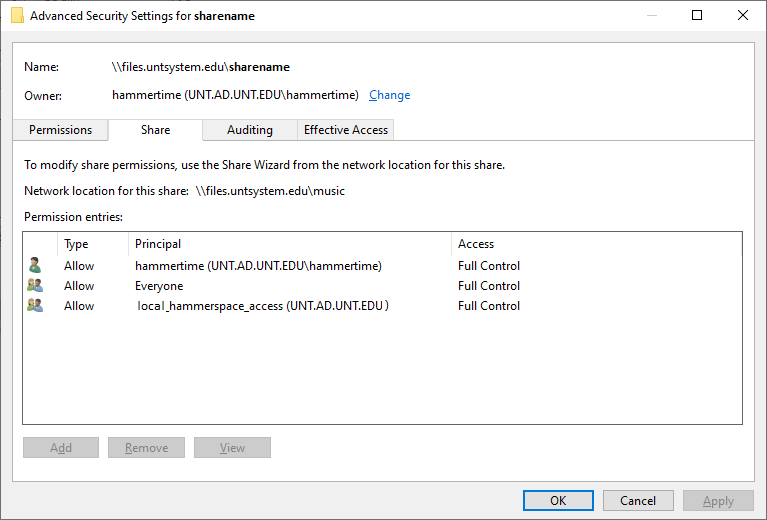 Advanced Security Settings for sharename
Name: \\files.untsystem.edu\sharename
Owner: hammertime (UNT.AD.UNT.EDU\hammertime) Change
Permissions Share Auditing Effective Access
To modify share permissions, use the Share Wizard from the network location for this share.
Network location for this share: \\files.untsystem.edu\music
Permission entries:
Type Principal Access
Allow hammertime (UNT.AD.UNT.EDU\hammertime) Full Control
Allow Everyone Full Control
Allow local_hammerspace_access (UNT.AD.UNT.EDU ) Full Control
Add Remove View
OK Cancel Apply